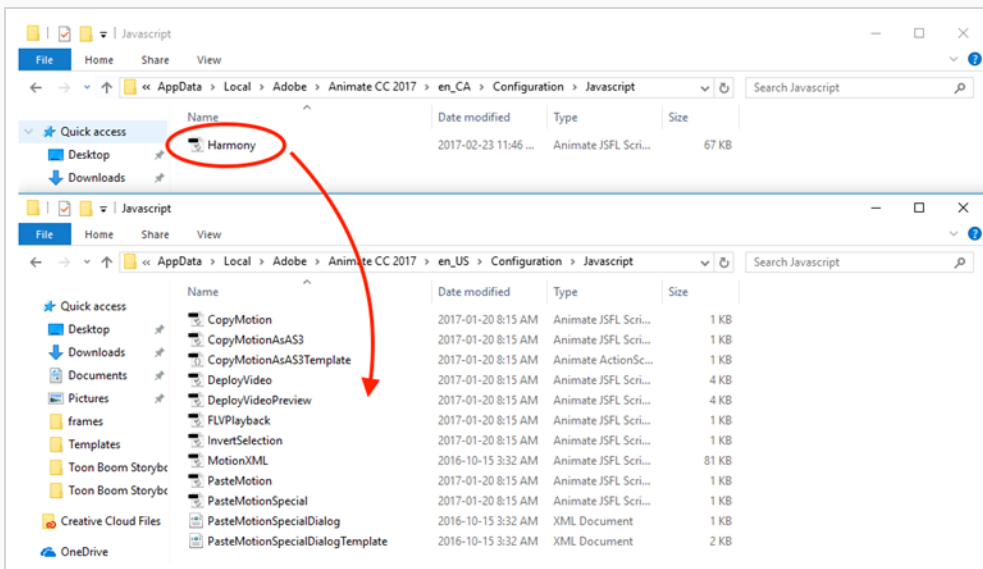 Javascript
File Home Share View
« AppData > Local > Adobe > Animate CC 2017 > en_CA > Configuration > Javascript Search Javascript
Name Date modified Type Size
Quick access
Harmony 2017-02-23 11:46 ... Animate JSFL Scri... 67 KB
Desktop
Downloads
Javascript
File Home Share View
« AppData > Local > Adobe > Animate CC 2017 > en_US > Configuration > Javascript Search Javascript
Name Date modified Type Size
Quick access
CopyMotion 2017-01-20 8:15 AM Animate JSFL Scri... 1 KB
Desktop
CopyMotionAsAS3 2017-01-20 8:15 AM Animate JSFL Scri... 1 KB
Downloads
CopyMotionAsAS3Template 2017-01-20 8:15 AM Animate ActionSc... 1 KB
Documents
DeployVideo 2017-01-20 8:15 AM Animate JSFL Scri... 4 KB
Pictures
DeployVideoPreview 2017-01-20 8:15 AM Animate JSFL Scri... 4 KB
frames
FLVPlayback 2017-01-20 8:15 AM Animate JSFL Scri... 1 KB
Templates
InvertSelection 2017-01-20 8:15 AM Animate JSFL Scri... 1 KB
Toon Boom Storybc
MotionXML 2016-10-15 3:32 AM Animate JSFL Scri... 81 KB
Toon Boom Storybc
PasteMotion 2017-01-20 8:15 AM Animate JSFL Scri... 1 KB
PasteMotionSpecial 2017-01-20 8:15 AM Animate JSFL Scri... 1 KB
Creative Cloud Files
PasteMotionSpecialDialog 2016-10-15 3:32 AM XML Document 1 KB
PasteMotionSpecialDialogTemplate 2016-10-15 3:32 AM XML Document 2 KB
OneDrive